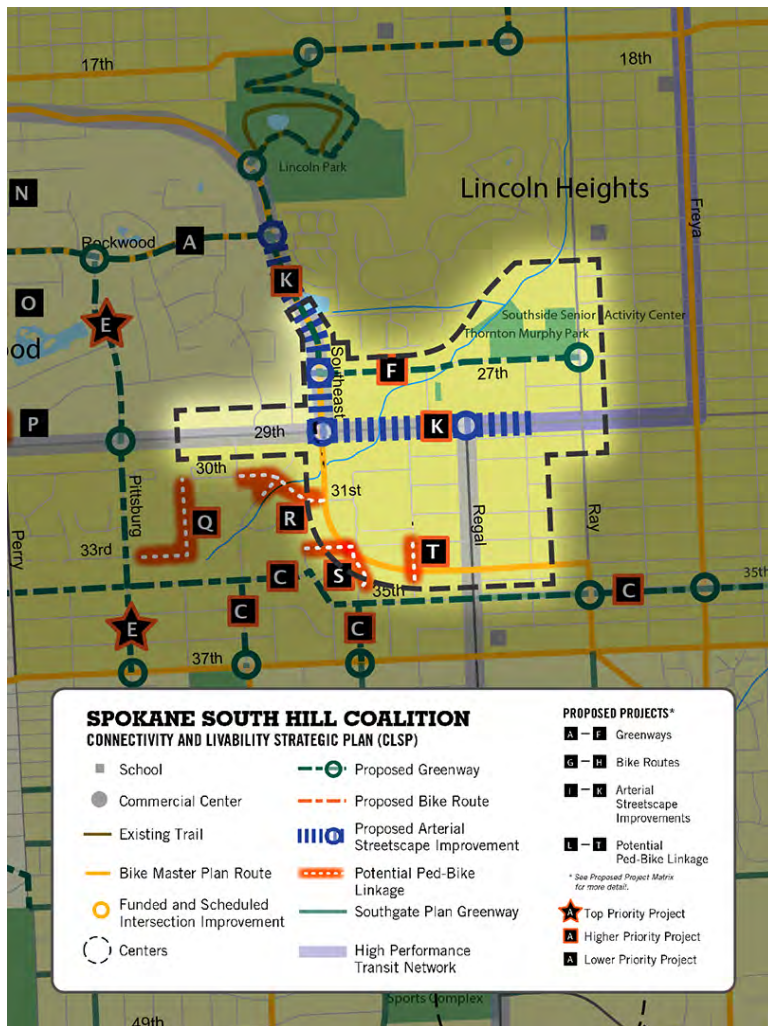 17th
18th
Lincoln Park
N
Lincoln Heights
Freya
Rockwood
A
K
O
E
Southside Senior Activity Center
Thornton Murphy Park
ood
Southeast
F
27th
P
29th
K
30th
Pittsburg
31st
Q
R
Regal
Ray
Perry
33rd
S
T
C
35th
C
35th
C
C
E
37th
SPOKANE SOUTH HILL COALITION
CONNECTIVITY AND LIVABILITY STRATEGIC PLAN (CLSP)
School
Commercial Center
Existing Trail
Bike Master Plan Route
Funded and Scheduled
Intersection Improvement
Centers
Proposed Greenway
Proposed Bike Route
Proposed Arterial
Streetscape Improvement
Potential Ped-Bike
Linkage
Southgate Plan Greenway
High Performance
Transit Network
PROPOSED PROJECTS*
A – F Greenways
G – H Bike Routes
I – K Arterial
Streetscape
Improvements
L – T Potential
Ped-Bike Linkage
* See Proposed Project Matrix
for more detail.
A Top Priority Project
A Higher Priority Project
A Lower Priority Project
Sports Complex
49th